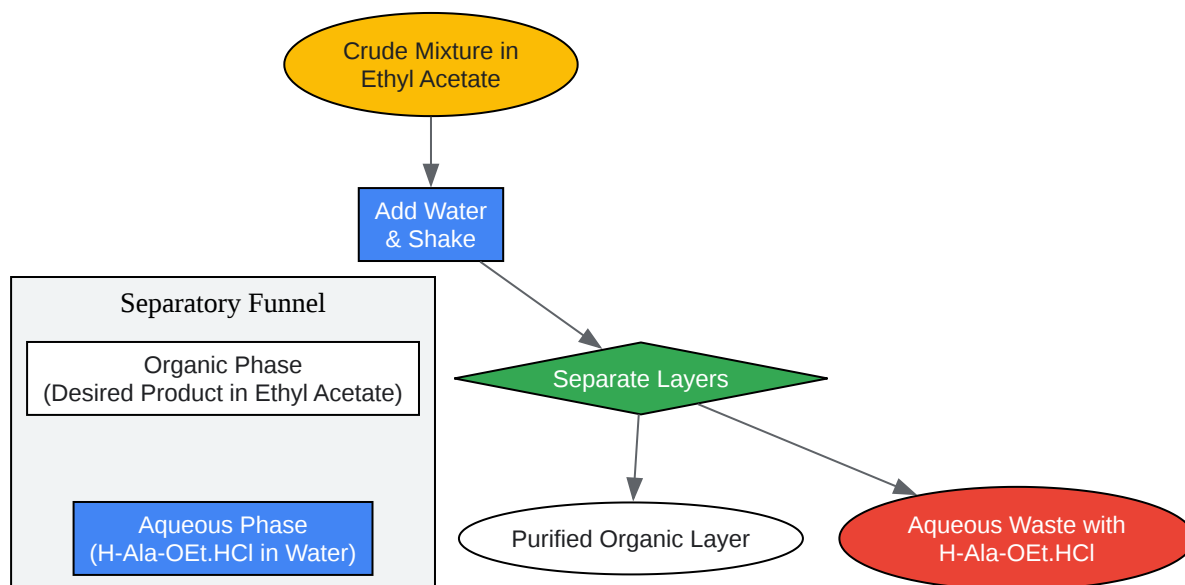 Crude Mixture in
Ethyl Acetate
Add Water
& Shake
Separatory Funnel
Organic Phase
(Desired Product in Ethyl Acetate)
Separate Layers
Aqueous Phase
(H-Ala-OEt.HCl in Water)
Purified Organic Layer
Aqueous Waste with
H-Ala-OEt.HCl